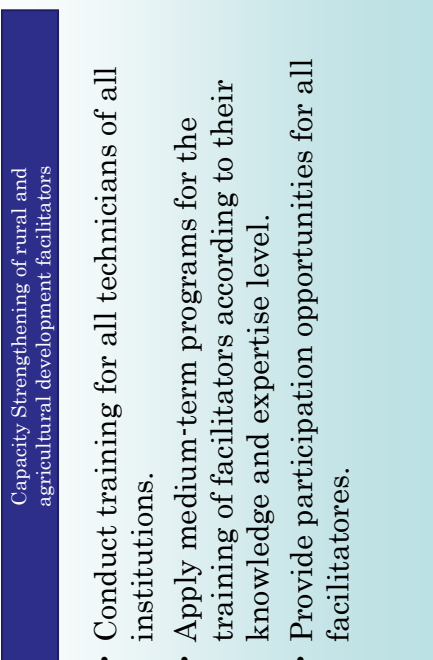 Capacity Strengthening of rural and
agricultural development facilitators
• Conduct training for all technicians of all
institutions.
• Apply medium-term programs for the
training of facilitators according to their
knowledge and expertise level.
• Provide participation opportunities for all
facilitatores.